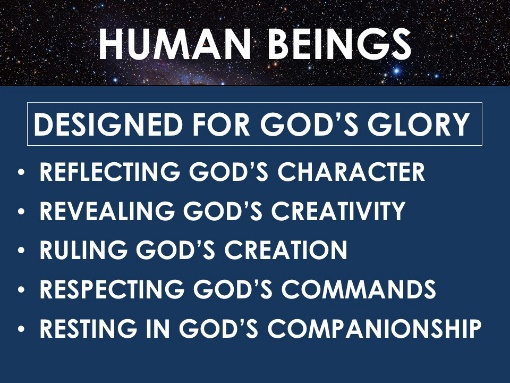 HUMAN BEINGS
DESIGNED FOR GOD'S GLORY
• REFLECTING GOD'S CHARACTER
• REVEALING GOD'S CREATIVITY
• RULING GOD'S CREATION
• RESPECTING GOD'S COMMANDS
• RESTING IN GOD'S COMPANIONSHIP